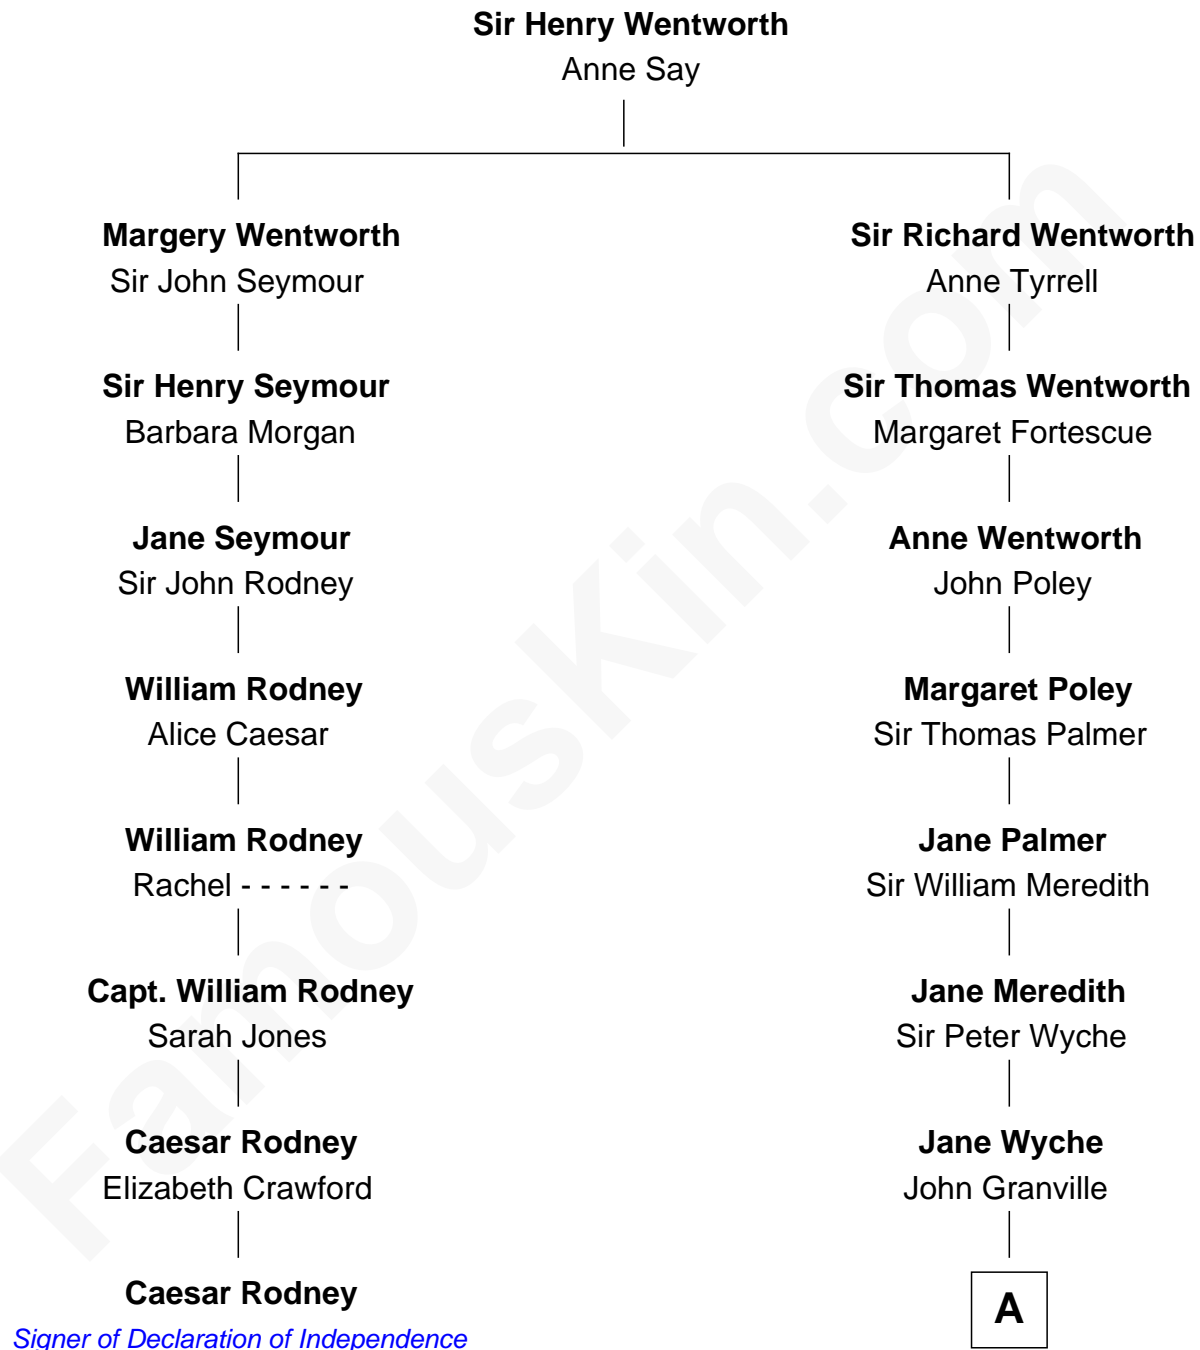 Sir Henry Wentworth
Anne Say
Margery Wentworth
Sir John Seymour
Sir Richard Wentworth
Anne Tyrrell
Sir Henry Seymour
Barbara Morgan
Sir Thomas Wentworth
Margaret Fortescue
Jane Seymour
Sir John Rodney
Anne Wentworth
John Poley
William Rodney
Alice Caesar
Margaret Poley
Sir Thomas Palmer
William Rodney
Rachel - - - - - -
Jane Palmer
Sir William Meredith
Capt. William Rodney
Sarah Jones
Jane Meredith
Sir Peter Wyche
Caesar Rodney
Elizabeth Crawford
Jane Wyche
John Granville
Caesar Rodney
Signer of Declaration of Independence
A
FamousKin.com